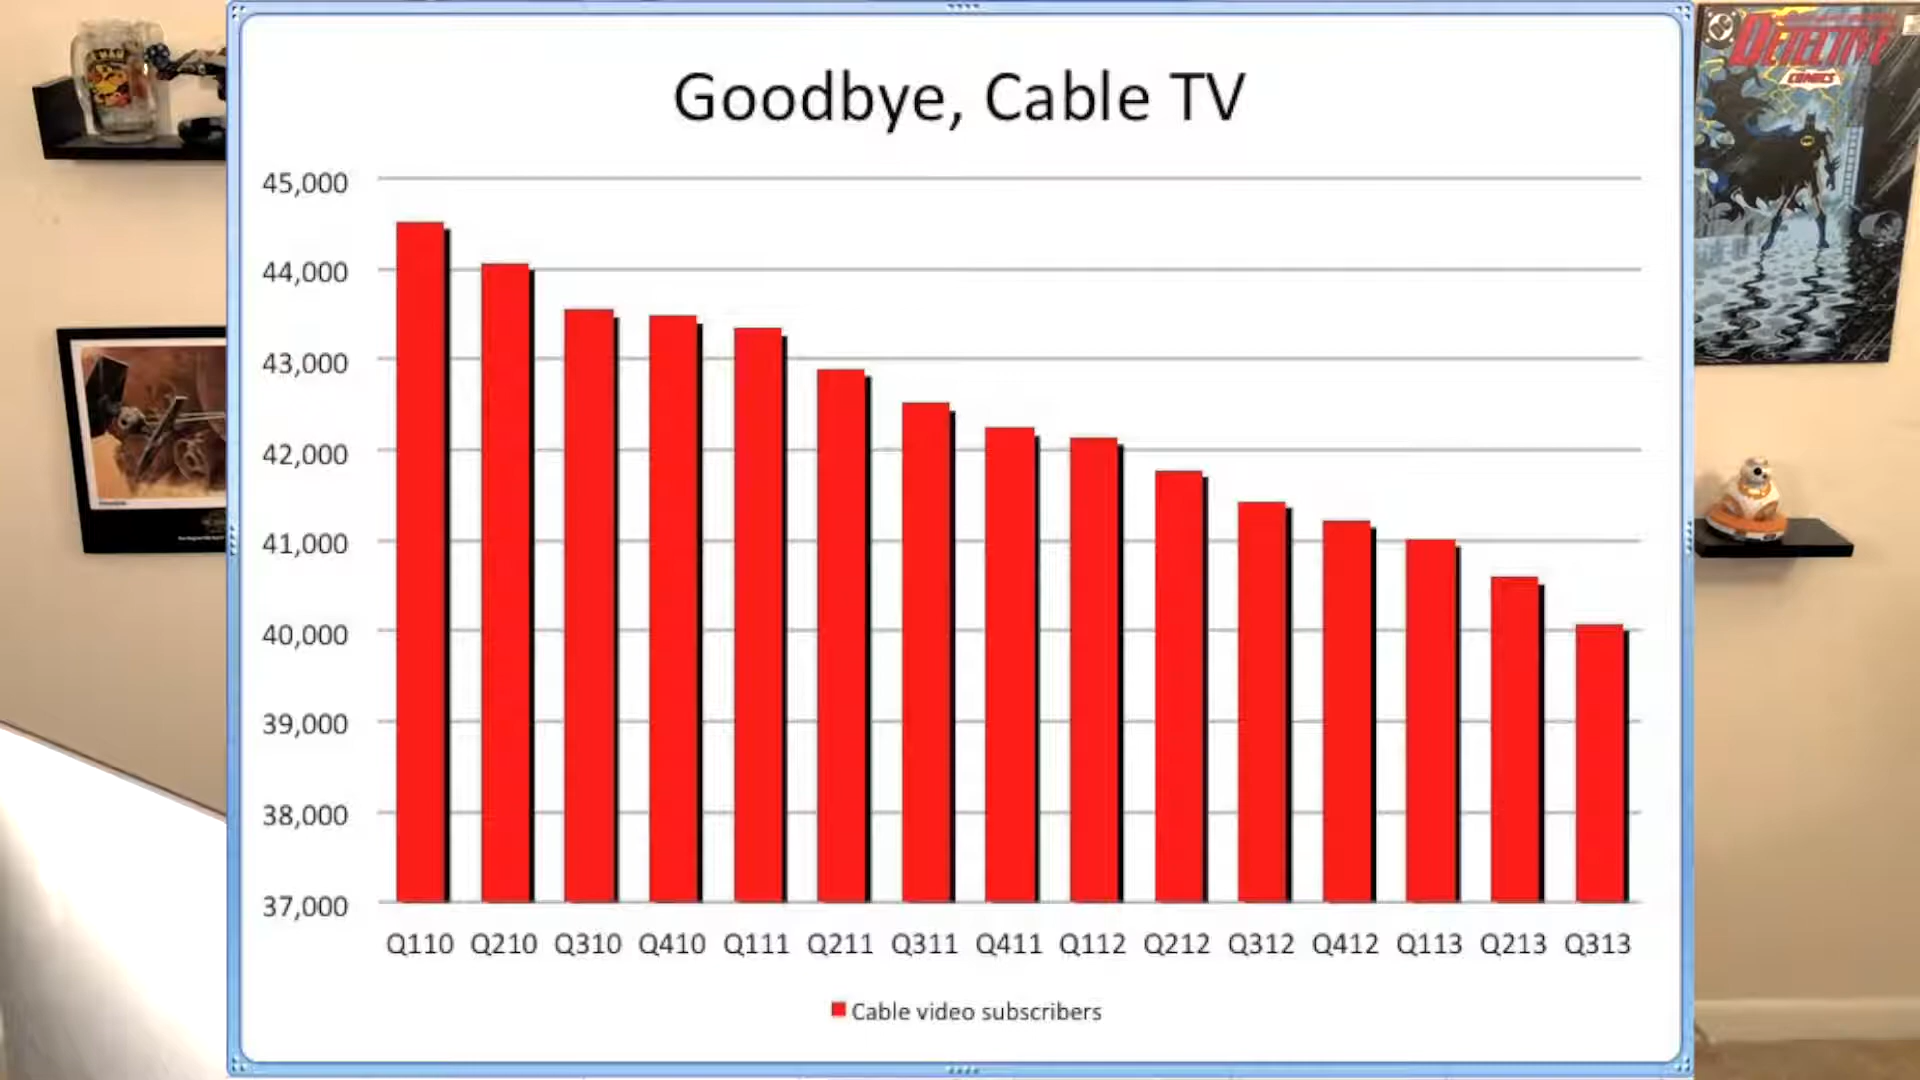 Goodbye, Cable TV
45,000
44,000
43,000
42,000
41,000
40,000
39,000
38,000
37,000
Q110 Q210 Q310 Q410 Q111 Q211 Q311 Q411 Q112 Q212 Q312 Q412 Q113 Q213 Q313
Cable video subscribers
DETECTIVE
COMICS